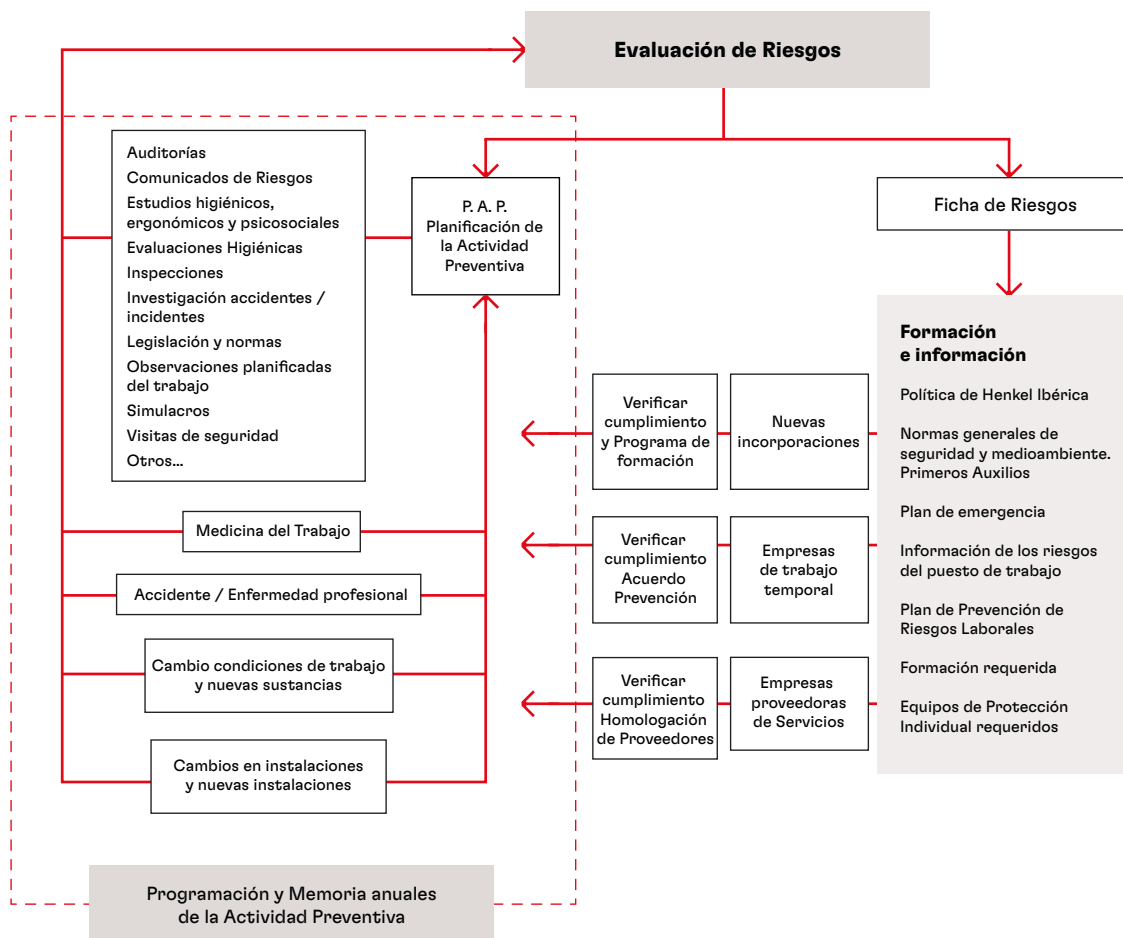 Evaluación de Riesgos
Auditorías
Comunicados de Riesgos
Estudios higiénicos,
ergonómicos y psicosociales
Evaluaciones Higiénicas
Inspecciones
Investigación accidentes /
incidentes
Legislación y normas
Observaciones planificadas
del trabajo
Simulacros
Visitas de seguridad
Otros...
P. A. P.
Planificación de
la Actividad
Preventiva
Ficha de Riesgos
Formación
e información
Política de Henkel Ibérica
Normas generales de
seguridad y medioambiente.
Primeros Auxilios
Plan de emergencia
Información de los riesgos
del puesto de trabajo
Plan de Prevención de
Riesgos Laborales
Formación requerida
Equipos de Protección
Individual requeridos
Verificar
cumplimiento
y Programa de
formación
Nuevas
incorporaciones
Verificar
cumplimiento
Acuerdo
Prevención
Empresas
de trabajo
temporal
Verificar
cumplimiento
Homologación
de Proveedores
Empresas
proveedoras
de Servicios
Medicina del Trabajo
Accidente / Enfermedad profesional
Cambio condiciones de trabajo
y nuevas sustancias
Cambios en instalaciones
y nuevas instalaciones
Programación y Memoria anuales
de la Actividad Preventiva